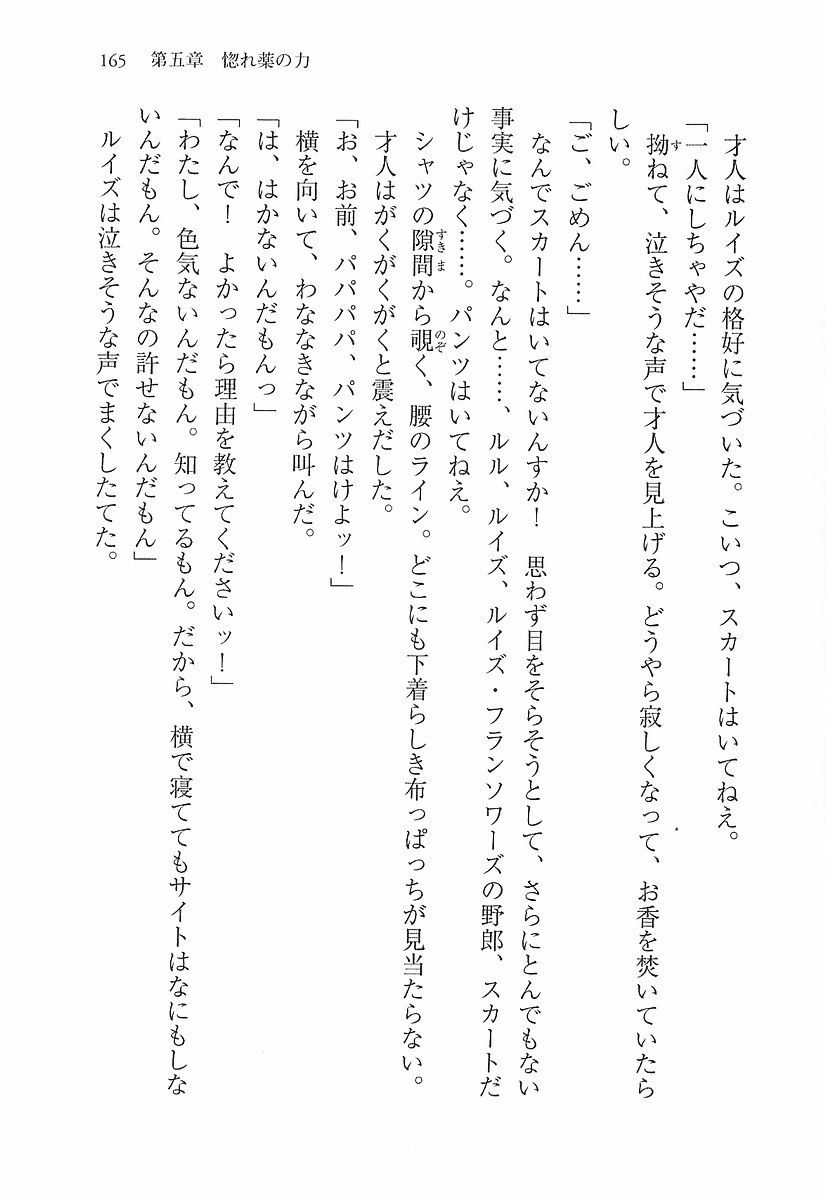 165　第五章　惚れ薬の力
　才人はルイズの格好に気づいた。こいつ、スカートはいてねえ。
「一人にしちゃやだ……」
　拗ねて、泣きそうな声で才人を見上げる。どうやら寂しくなって、お香を焚いていたら
しい。
「ご、ごめん……」
　なんでスカートはいてないんすか！　思わず目をそらそうとして、さらにとんでもない
事実に気づく。なんと……、ルル、ルイズ、ルイズ・フランソワーズの野郎、スカートだ
けじゃなく……。パンツはいてねえ。
　シャツの隙間から覗く、腰のライン。どこにも下着らしき布っぱっちが見当たらない。
　才人はがくがくがくと震えだした。
「お、お前、パパパパ、パンツはけよッ！」
　横を向いて、わななきながら叫んだ。
「は、はかないんだもんっ」
「なんで！　よかったら理由を教えてくださいッ！」
「わたし、色気ないんだもん。知ってるもん。だから、横で寝ててもサイトはなにもしな
いんだもん。そんなの許せないんだもん」
　ルイズは泣きそうな声でまくしたてた。